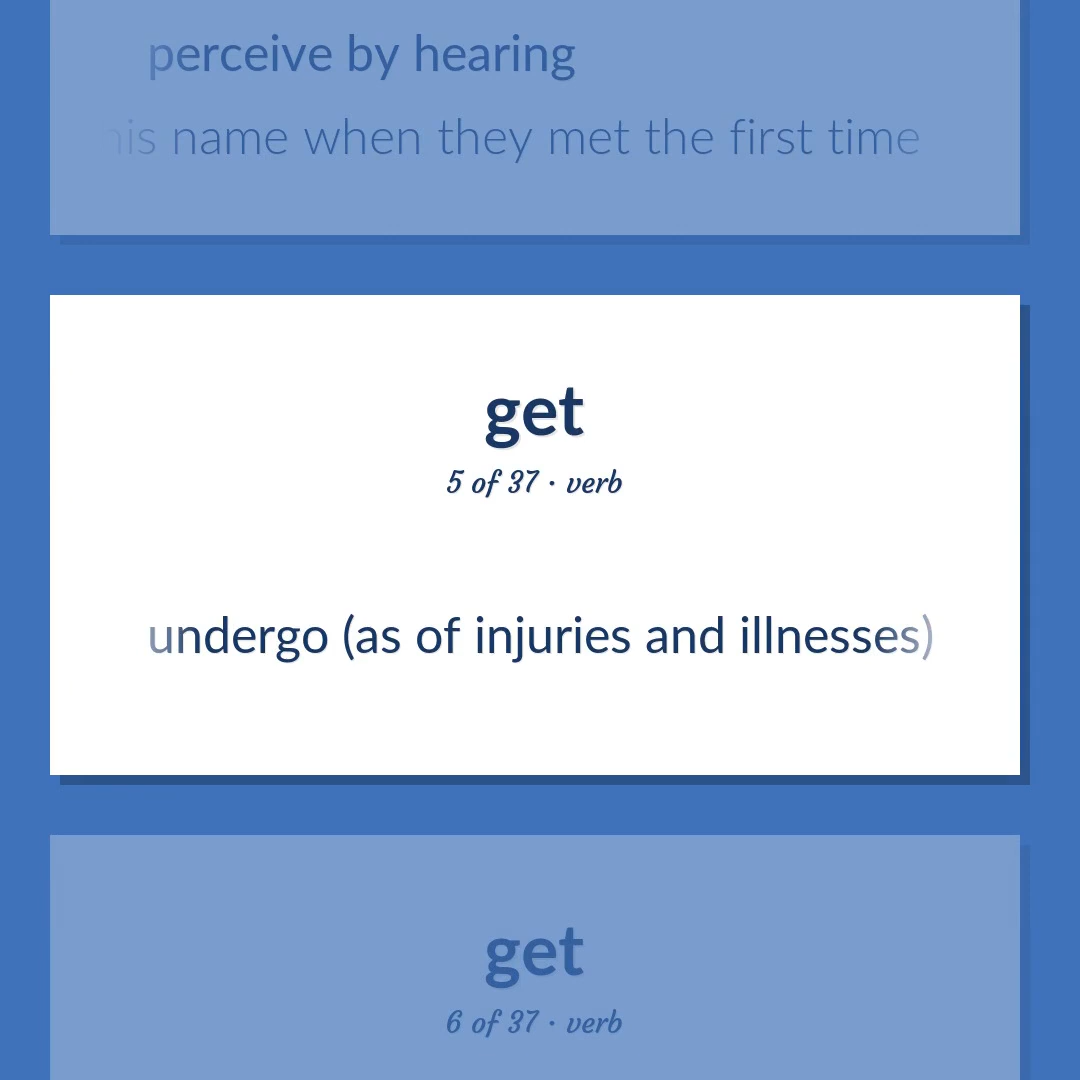 perceive by hearing
his name when they met the first time
get
5 of 37 · verb
undergo (as of injuries and illnesses)
get
6 of 37 · verb